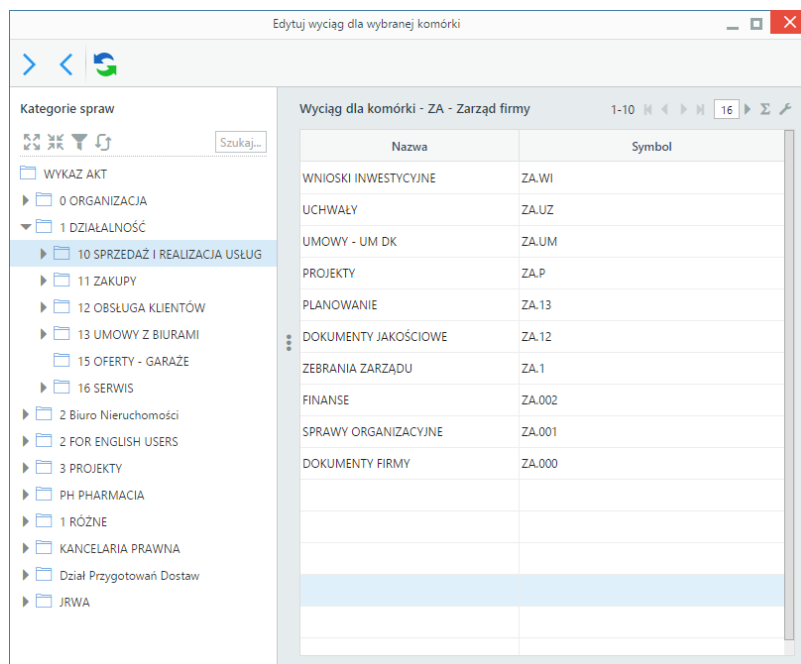 Edytuj wyciąg dla wybranej komórki
Kategorie spraw
Szukaj...
WYKAZ AKT
0 ORGANIZACJA
1 DZIAŁALNOŚĆ
10 SPRZEDAŻ I REALIZACJA USŁUG
11 ZAKUPY
12 OBSŁUGA KLIENTÓW
13 UMOWY Z BIURAMI
15 OFERTY - GARAŻE
16 SERWIS
2 Biuro Nieruchomości
2 FOR ENGLISH USERS
3 PROJEKTY
PH PHARMACIA
1 RÓŻNE
KANCELARIA PRAWNA
Dział Przygotowań Dostaw
JRWA
Wyciąg dla komórki - ZA - Zarząd firmy 1-10 16 Σ
Nazwa Symbol
WNIOSKI INWESTYCYJNE ZA.WI
UCHWAŁY ZA.UZ
UMOWY - UM DK ZA.UM
PROJEKTY ZA.P
PLANOWANIE ZA.13
DOKUMENTY JAKOŚCIOWE ZA.12
ZEBRANIA ZARZĄDU ZA.1
FINANSE ZA.002
SPRAWY ORGANIZACYJNE ZA.001
DOKUMENTY FIRMY ZA.000